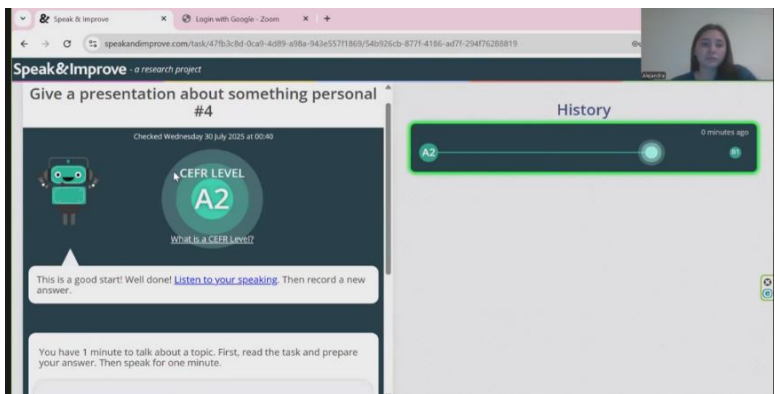 Speak & Improve
Login with Google - Zoom
speakandimprove.com/task/47fb3c8d-0ca9-4d89-a98a-943e557f1869/54b926cb-877f-4186-ad7f-294f76288819
Speak&Improve - a research project
Alejandra
Give a presentation about something personal
#4
Checked Wednesday 30 July 2025 at 00:40
CEFR LEVEL
A2
What is a CEFR Level?
This is a good start! Well done! Listen to your speaking. Then record a new
answer.
You have 1 minute to talk about a topic. First, read the task and prepare
your answer. Then speak for one minute.
History
0 minutes ago
A2
B1